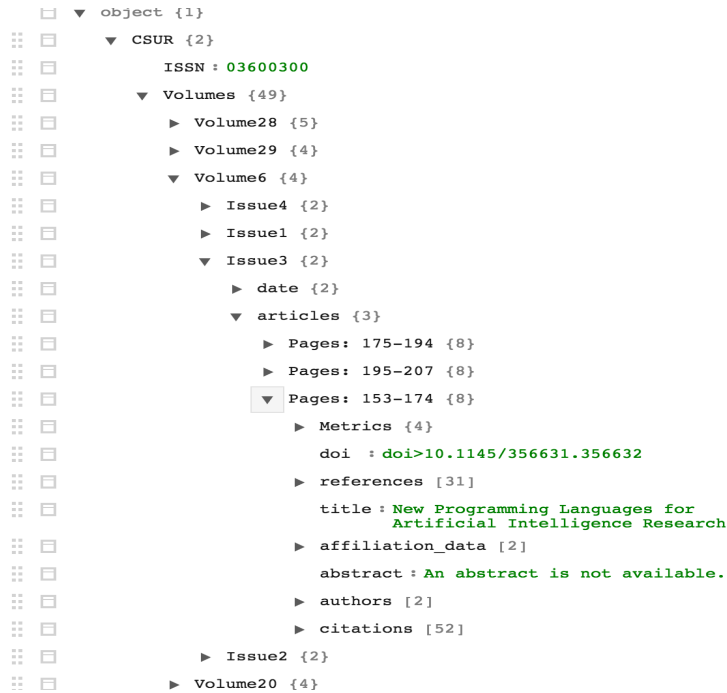 object {1}
CSUR {2}
ISSN : 03600300
Volumes {49}
Volume28 {5}
Volume29 {4}
Volume6 {4}
Issue4 {2}
Issue1 {2}
Issue3 {2}
date {2}
articles {3}
Pages: 175-194 {8}
Pages: 195-207 {8}
Pages: 153-174 {8}
Metrics {4}
doi : doi>10.1145/356631.356632
references [31]
title : New Programming Languages for
Artificial Intelligence Research
affiliation_data [2]
abstract : An abstract is not available.
authors [2]
citations [52]
Issue2 {2}
Volume20 {4}